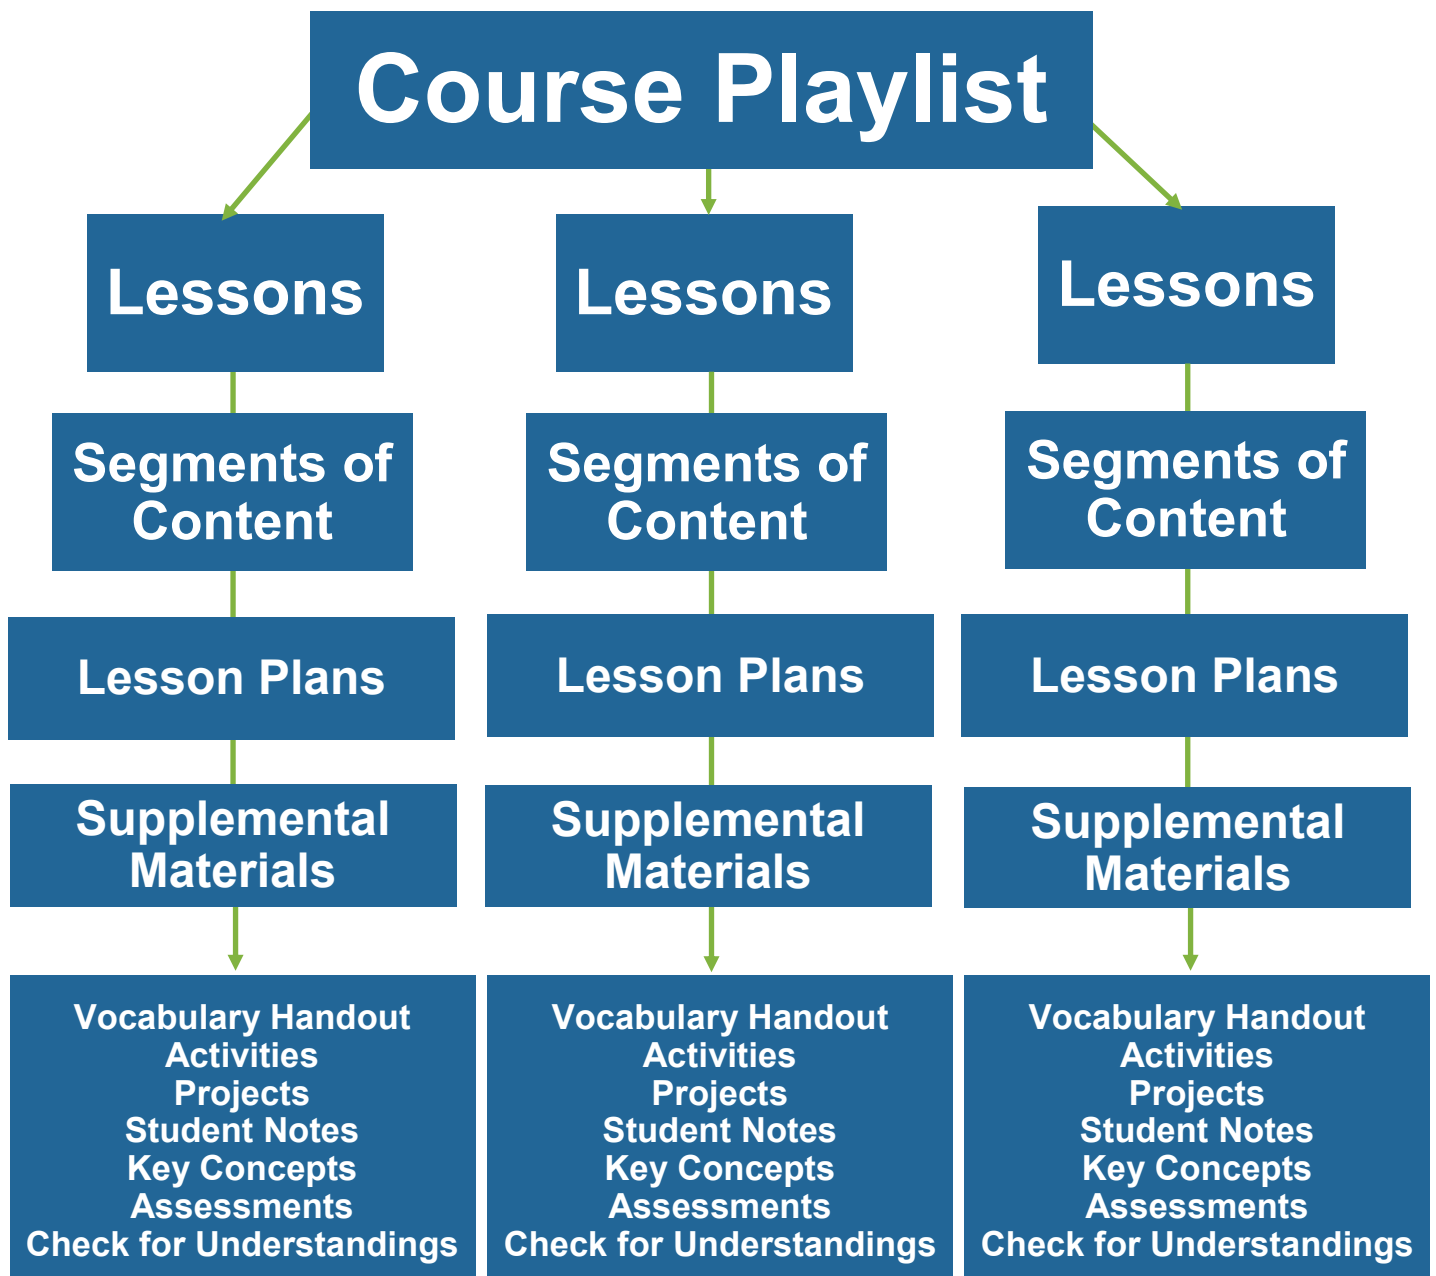 Course Playlist
Lessons
Segments of
Content
Lesson Plans
Supplemental
Materials
Vocabulary Handout
Activities
Projects
Student Notes
Key Concepts
Assessments
Check for Understandings
Lessons
Segments of
Content
Lesson Plans
Supplemental
Materials
Vocabulary Handout
Activities
Projects
Student Notes
Key Concepts
Assessments
Check for Understandings
Lessons
Segments of
Content
Lesson Plans
Supplemental
Materials
Vocabulary Handout
Activities
Projects
Student Notes
Key Concepts
Assessments
Check for Understandings